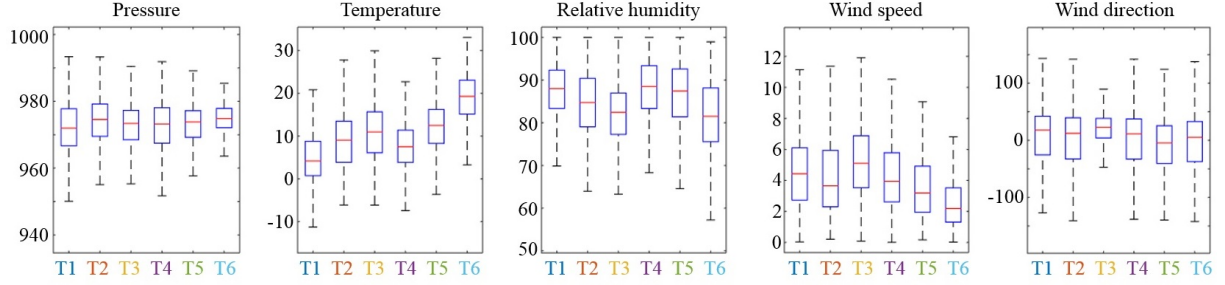 Pressure
1000
980
960
940
T1 T2 T3 T4 T5 T6
Temperature
30
20
10
0
-10
T1 T2 T3 T4 T5 T6
Relative humidity
100
90
80
70
60
50
T1 T2 T3 T4 T5 T6
Wind speed
12
10
8
6
4
2
0
T1 T2 T3 T4 T5 T6
Wind direction
100
0
-100
T1 T2 T3 T4 T5 T6